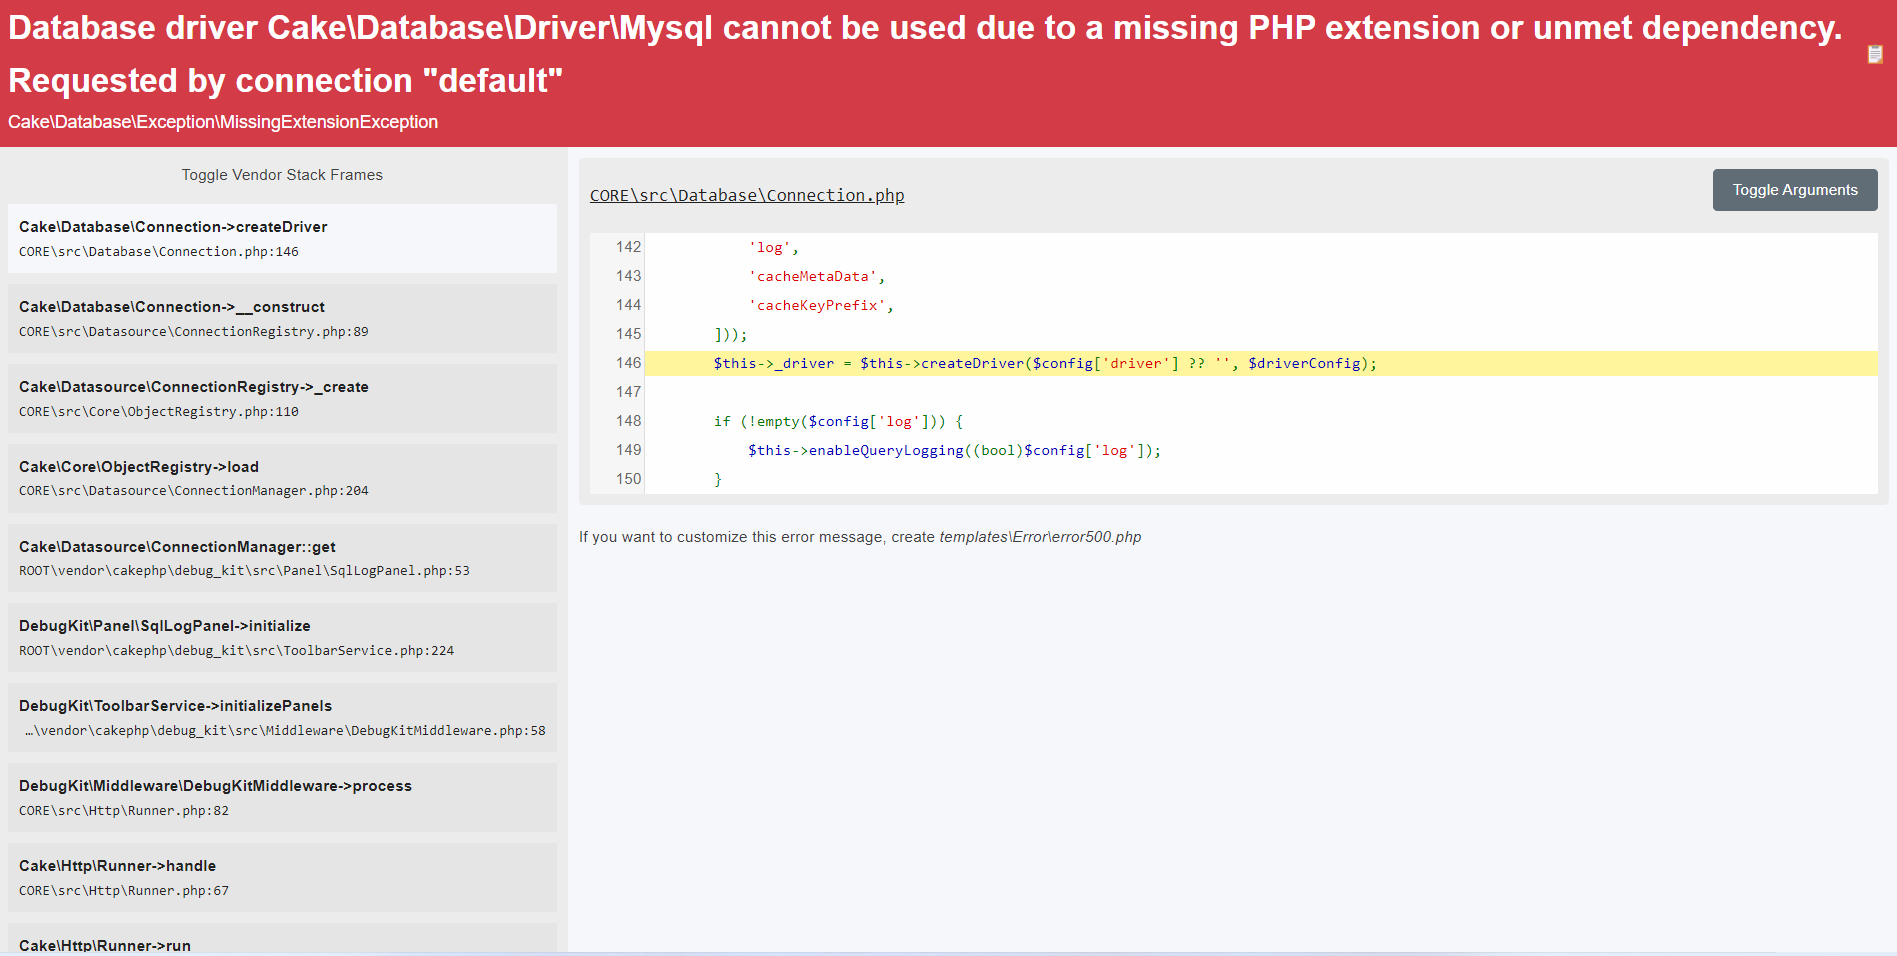 Database driver Cake\Database\Driver\Mysql cannot be used due to a missing PHP extension or unmet dependency.
Requested by connection "default"
Cake\Database\Exception\MissingExtensionException
Toggle Vendor Stack Frames
Cake\Database\Connection->createDriver
CORE\src\Database\Connection.php:146
Cake\Database\Connection->__construct
CORE\src\Datasource\ConnectionRegistry.php:89
Cake\Datasource\ConnectionRegistry->_create
CORE\src\Core\ObjectRegistry.php:110
Cake\Core\ObjectRegistry->load
CORE\src\Datasource\ConnectionManager.php:204
Cake\Datasource\ConnectionManager::get
ROOT\vendor\cakephp\debug_kit\src\Panel\SqlLogPanel.php:53
DebugKit\Panel\SqlLogPanel->initialize
ROOT\vendor\cakephp\debug_kit\src\ToolbarService.php:224
DebugKit\ToolbarService->initializePanels
…\vendor\cakephp\debug_kit\src\Middleware\DebugKitMiddleware.php:58
DebugKit\Middleware\DebugKitMiddleware->process
CORE\src\Http\Runner.php:82
Cake\Http\Runner->handle
CORE\src\Http\Runner.php:67
Cake\Http\Runner->run
CORE\src\Database\Connection.php
Toggle Arguments
142 'log',
143 'cacheMetaData',
144 'cacheKeyPrefix',
145 ]));
146 $this->_driver = $this->createDriver($config['driver'] ?? '', $driverConfig);
147
148 if (!empty($config['log'])) {
149 $this->enableQueryLogging((bool)$config['log']);
150 }
If you want to customize this error message, create templates\Error\error500.php